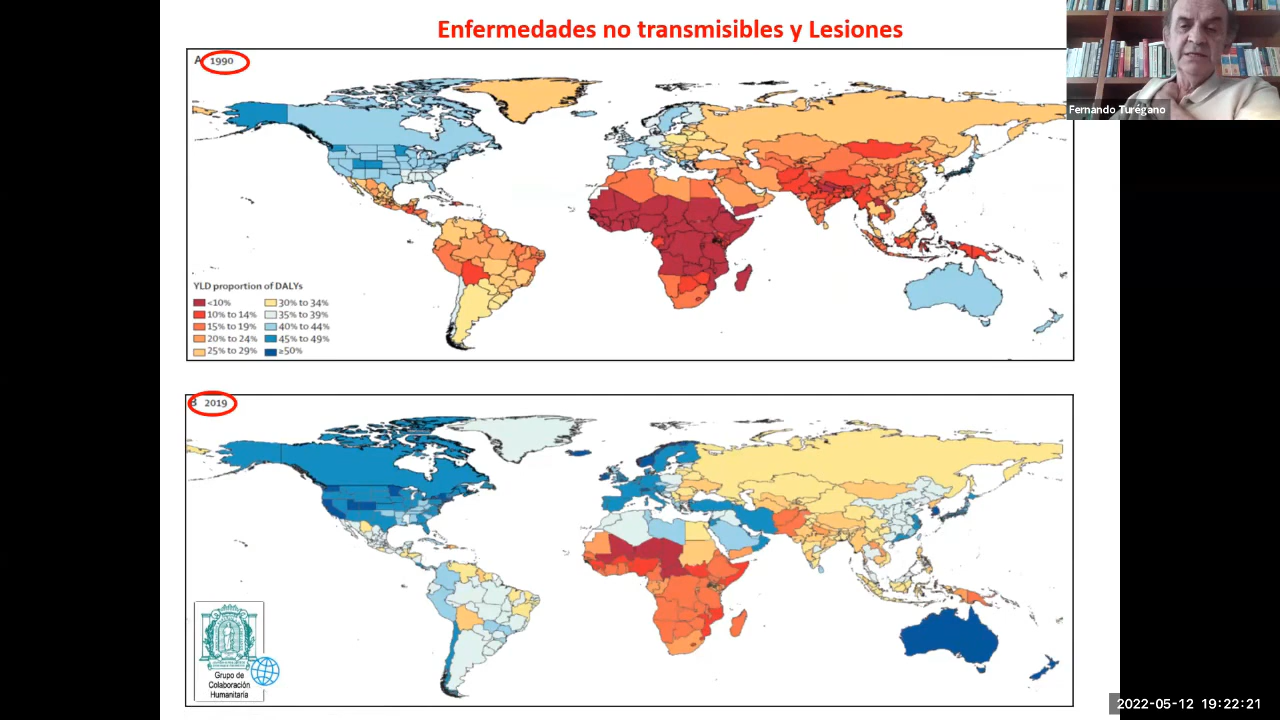 Enfermedades no transmisibles y Lesiones
A 1990
Fernando Turégano
YLD proportion of DALYs
<10%
10% to 14%
15% to 19%
20% to 24%
25% to 29%
30% to 34%
35% to 39%
40% to 44%
45% to 49%
≥50%
B 2019
Grupo de
Colaboración
Humanitaria
2022-05-12 19:22:21